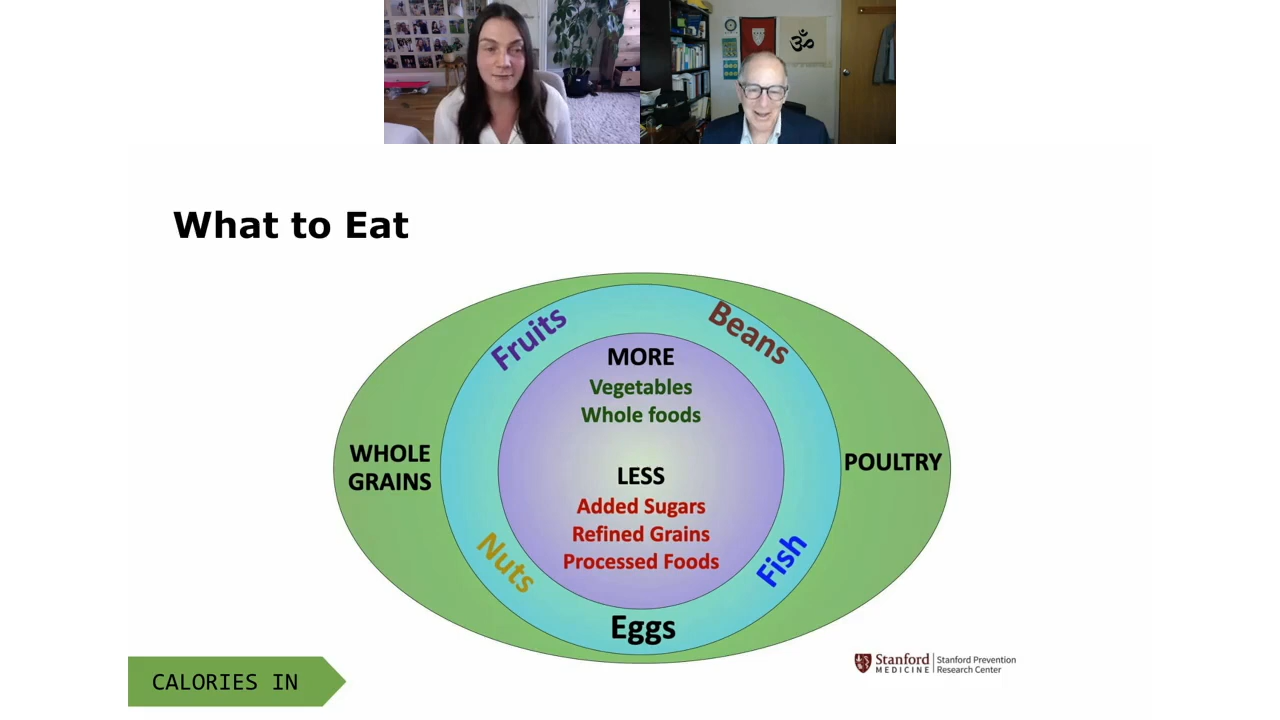 What to Eat
Fruits
Beans
MORE
Vegetables
Whole foods
WHOLE
GRAINS
POULTRY
LESS
Added Sugars
Refined Grains
Processed Foods
Nuts
Fish
Eggs
CALORIES IN
Stanford
MEDICINE
Stanford Prevention
Research Center